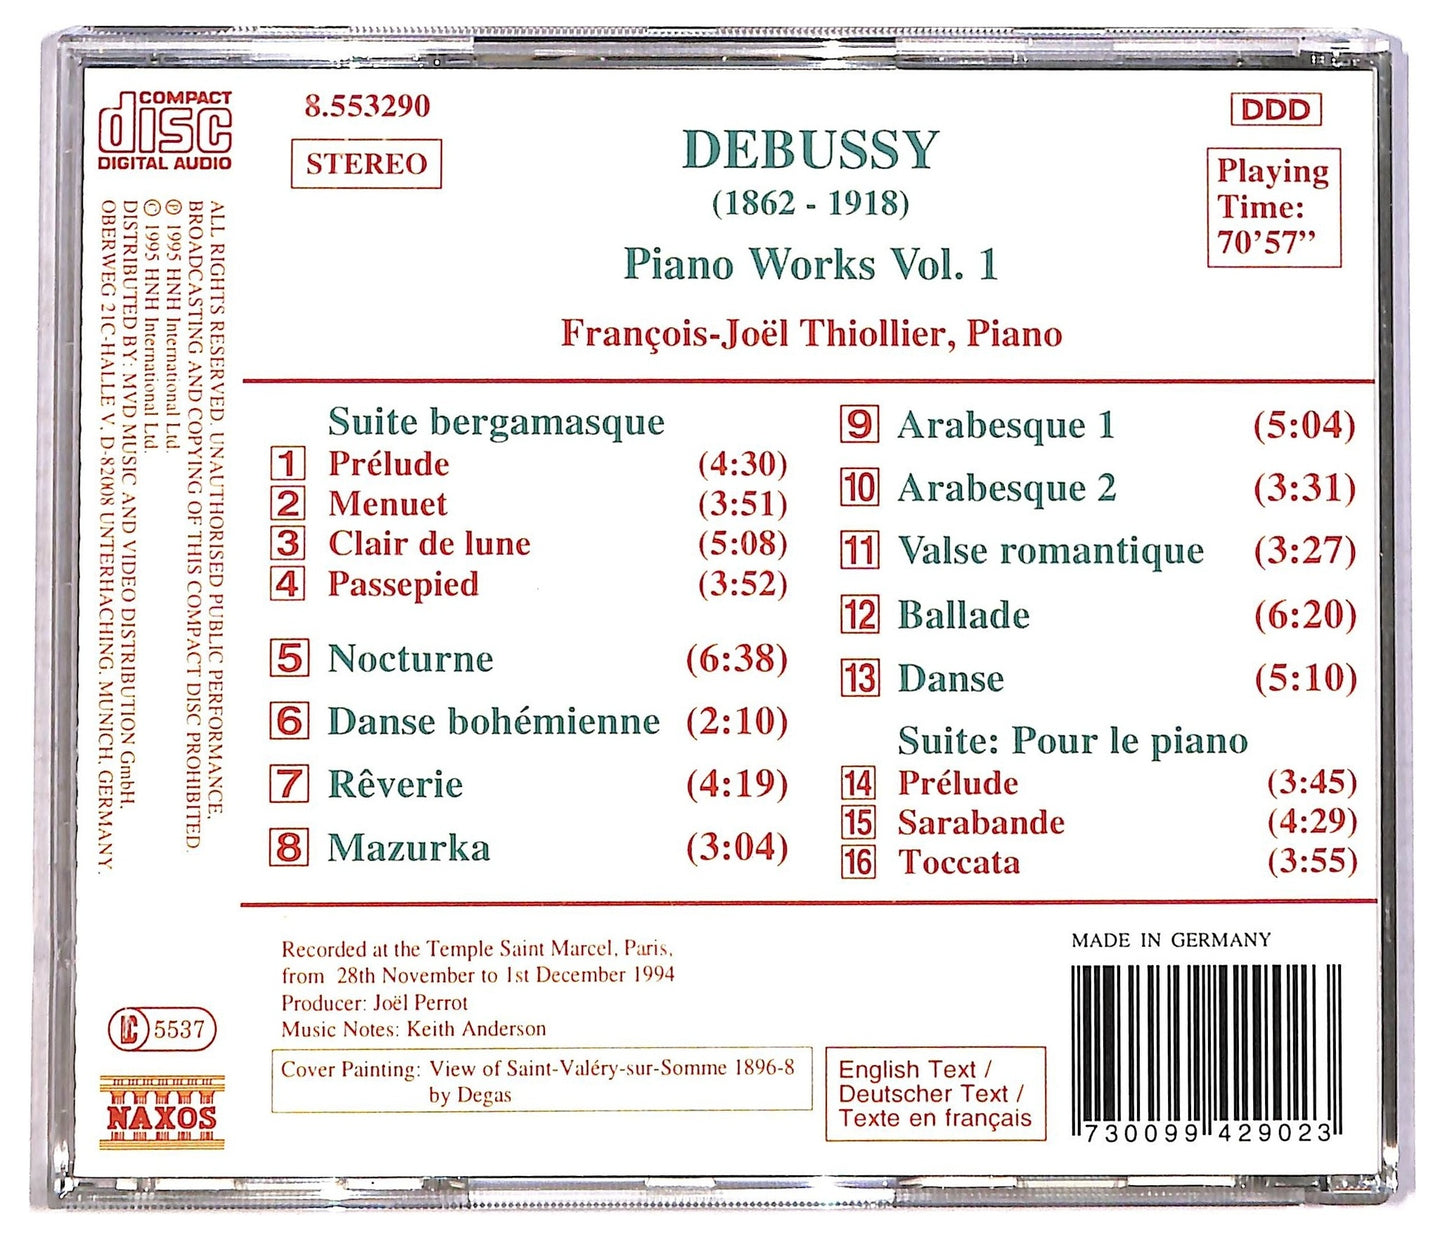 COMPACT
disc
DIGITAL AUDIO
8.553290
STEREO
DEBUSSY
(1862 - 1918)
Piano Works Vol. 1
François-Joël Thiollier, Piano
DDD
Playing
Time:
70’57”
ALL RIGHTS RESERVED. UNAUTHORISED PUBLIC PERFORMANCE,
BROADCASTING AND COPYING OF THIS COMPACT DISC PROHIBITED.
℗ 1995 HNH International Ltd.
© 1995 HNH International Ltd.
DISTRIBUTED BY: MVD MUSIC AND VIDEO DISTRIBUTION GmbH,
OBERWEG 21C-HALLE V, D-82008 UNTERHACHING, MUNICH, GERMANY.
Suite bergamasque
1 Prélude (4:30)
2 Menuet (3:51)
3 Clair de lune (5:08)
4 Passepied (3:52)
5 Nocturne (6:38)
6 Danse bohémienne (2:10)
7 Rêverie (4:19)
8 Mazurka (3:04)
9 Arabesque 1 (5:04)
10 Arabesque 2 (3:31)
11 Valse romantique (3:27)
12 Ballade (6:20)
13 Danse (5:10)
Suite: Pour le piano
14 Prélude (3:45)
15 Sarabande (4:29)
16 Toccata (3:55)
Recorded at the Temple Saint Marcel, Paris,
from 28th November to 1st December 1994
Producer: Joël Perrot
Music Notes: Keith Anderson
Cover Painting: View of Saint-Valéry-sur-Somme 1896-8
by Degas
English Text /
Deutscher Text /
Texte en français
MADE IN GERMANY
730099 429023
LC 5537
NAXOS